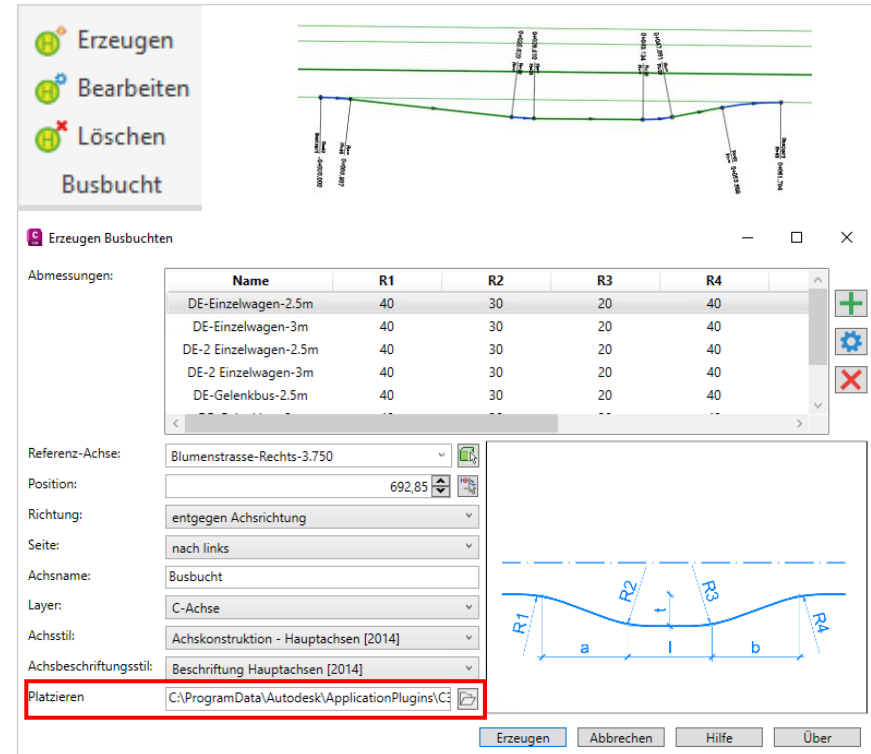 Erzeugen
Bearbeiten
Löschen
Busbucht
Erzeugen Busbuchten
Abmessungen:
Name R1 R2 R3 R4
DE-Einzelwagen-2.5m 40 30 20 40
DE-Einzelwagen-3m 40 30 20 40
DE-2 Einzelwagen-2.5m 40 30 20 40
DE-2 Einzelwagen-3m 40 30 20 40
DE-Gelenkbus-2.5m 40 30 20 40
Referenz-Achse: Blumenstrasse-Rechts-3.750
Position: 692,85
Richtung: entgegen Achsrichtung
Seite: nach links
Achsname: Busbucht
Layer: C-Achse
Achsstil: Achskonstruktion - Hauptachsen [2014]
Achsbeschriftungsstil: Beschriftung Hauptachsen [2014]
Platzieren C:\ProgramData\Autodesk\ApplicationPlugins\C3
R1 R2 t R3 R4
a l b
Erzeugen Abbrechen Hilfe Über